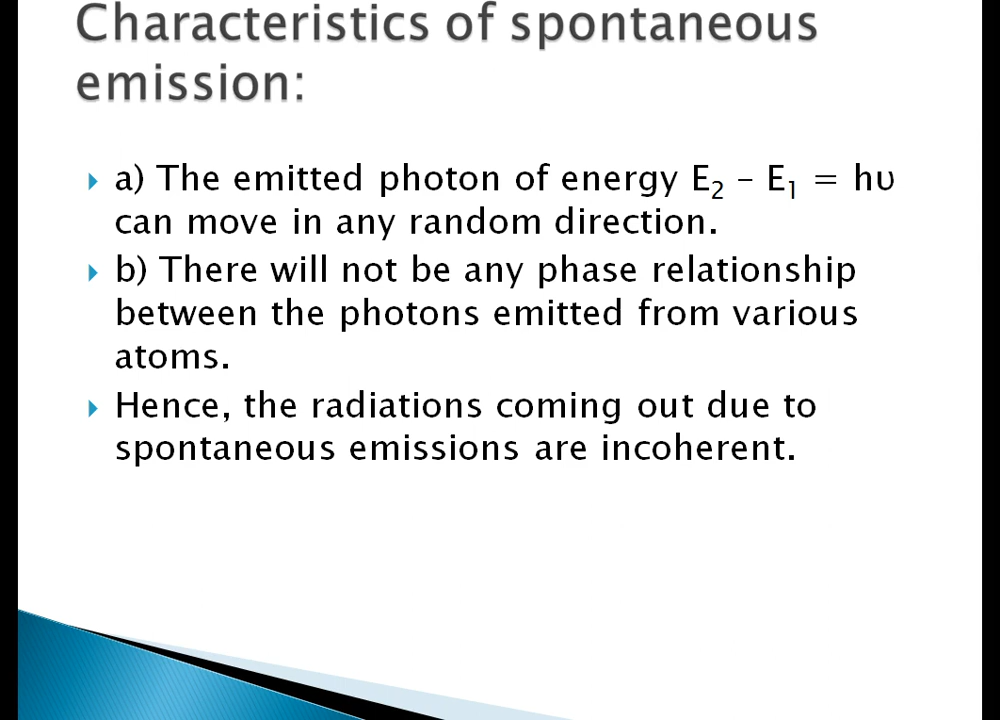 Characteristics of spontaneous
emission:
a) The emitted photon of energy E₂ – E₁ = hυ
can move in any random direction.
b) There will not be any phase relationship
between the photons emitted from various
atoms.
Hence, the radiations coming out due to
spontaneous emissions are incoherent.